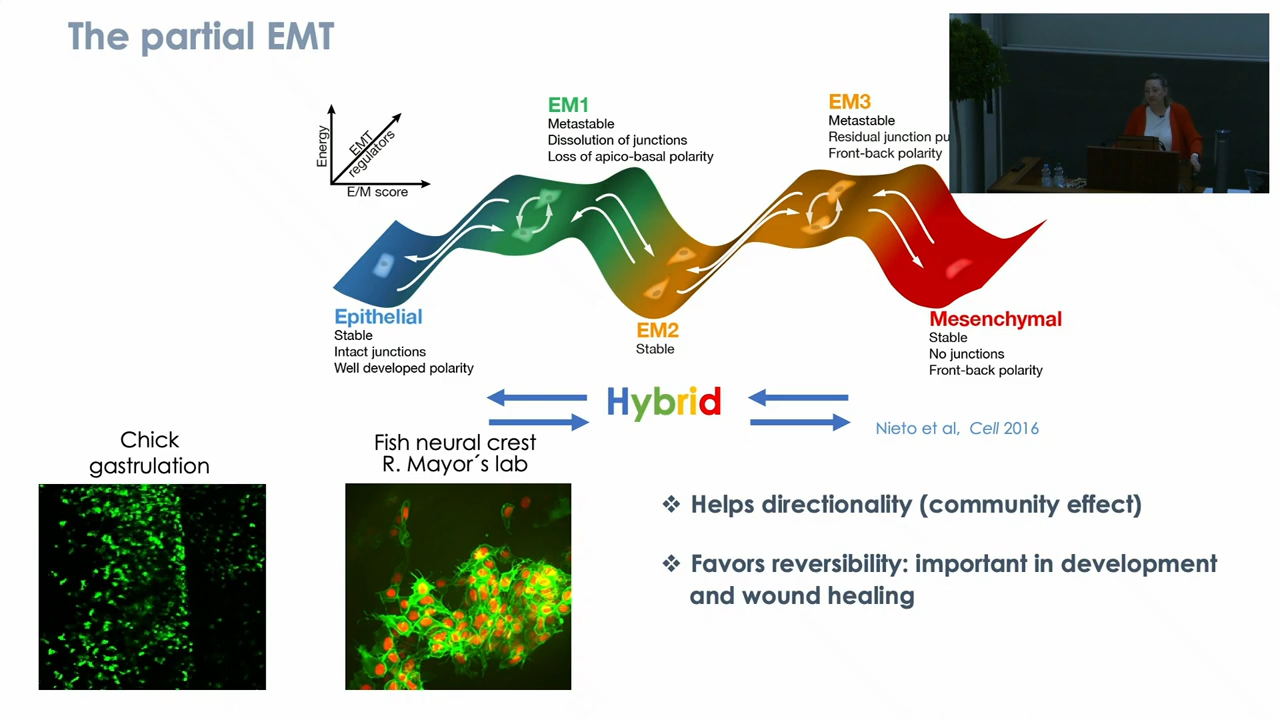 The partial EMT
Energy
EMT
regulators
E/M score
EM1
Metastable
Dissolution of junctions
Loss of apico-basal polarity
EM3
Metastable
Residual junction pu
Front-back polarity
Epithelial
Stable
Intact junctions
Well developed polarity
EM2
Stable
Mesenchymal
Stable
No junctions
Front-back polarity
Hybrid
Nieto et al, Cell 2016
Chick
gastrulation
Fish neural crest
R. Mayor´s lab
❖ Helps directionality (community effect)
❖ Favors reversibility: important in development
and wound healing